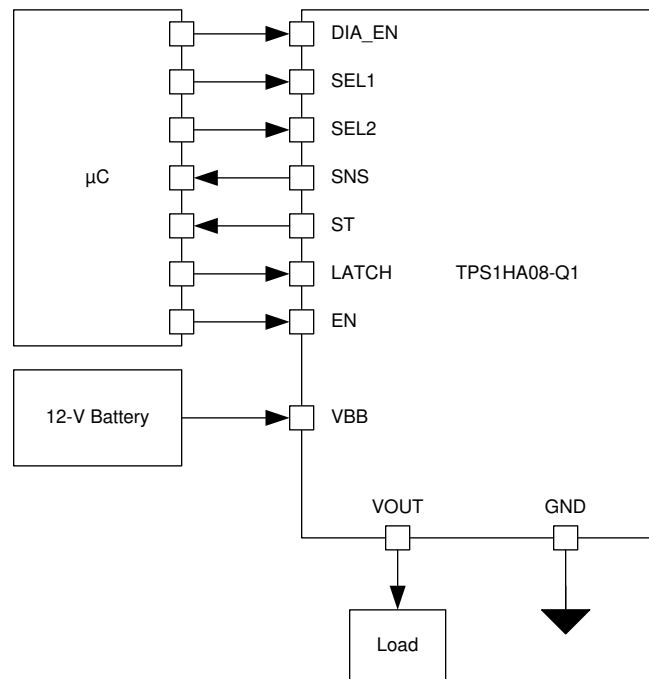 DIA_EN
SEL1
SEL2
µC
SNS
ST
LATCH
TPS1HA08-Q1
EN
12-V Battery
VBB
VOUT
GND
Load